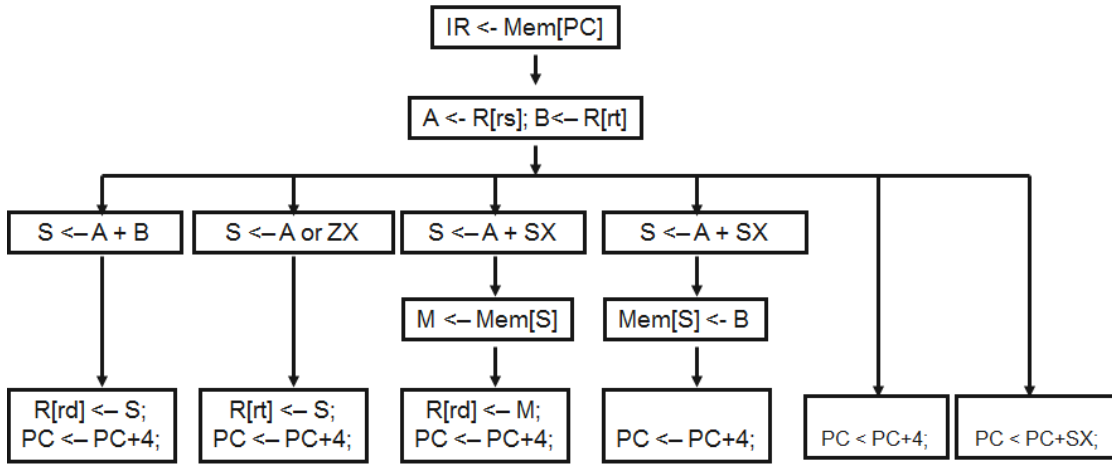 IR <- Mem[PC]
A <- R[rs]; B<– R[rt]
S <– A + B
S <– A or ZX
S <– A + SX
S <– A + SX
M <– Mem[S]
Mem[S] <- B
R[rd] <– S;
PC <– PC+4;
R[rt] <– S;
PC <– PC+4;
R[rd] <– M;
PC <– PC+4;
PC <– PC+4;
PC < PC+4;
PC < PC+SX;